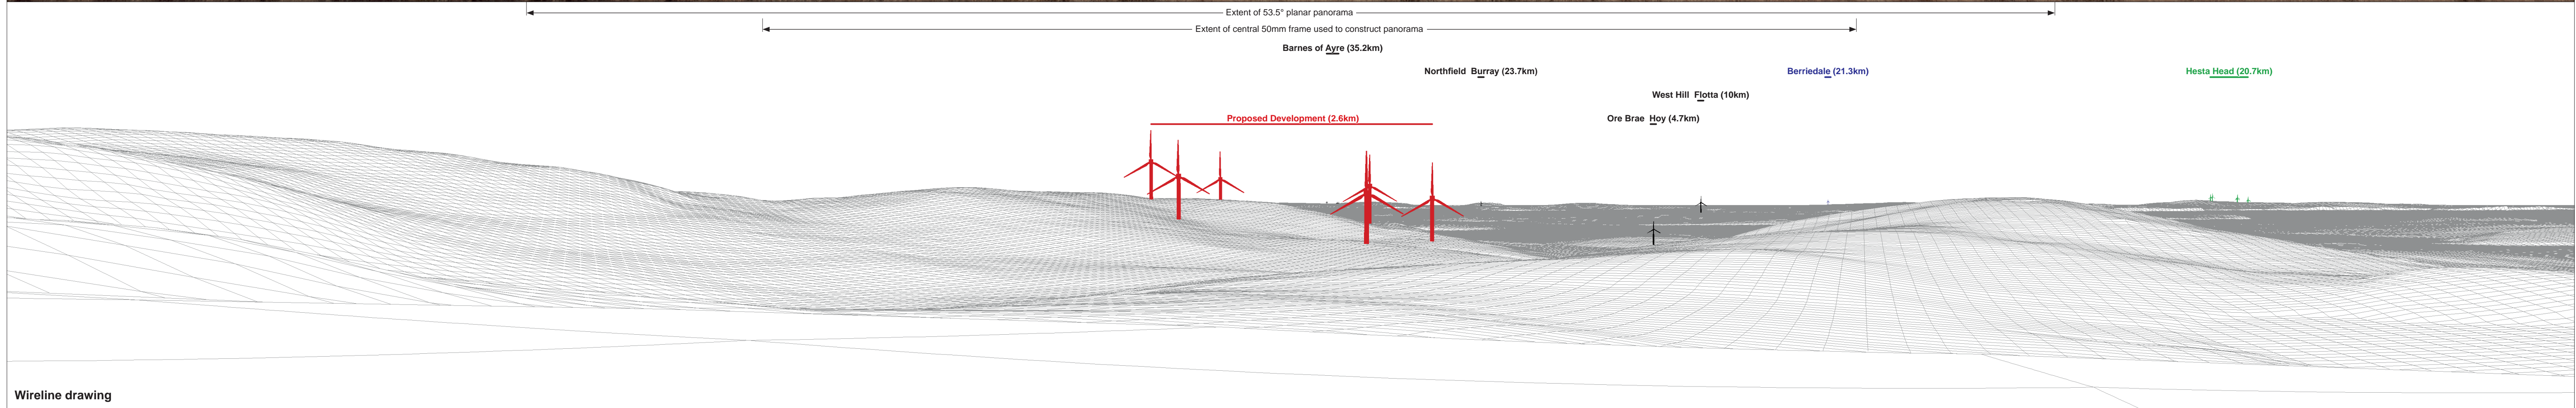 Extent of 53.5° planar panorama
Extent of central 50mm frame used to construct panorama
Barnes of Ayre (35.2km)
Northfield Burray (23.7km)
Berriedale (21.3km)
Hesta Head (20.7km)
West Hill Flotta (10km)
Proposed Development (2.6km)
Ore Brae Hoy (4.7km)
Wireline drawing